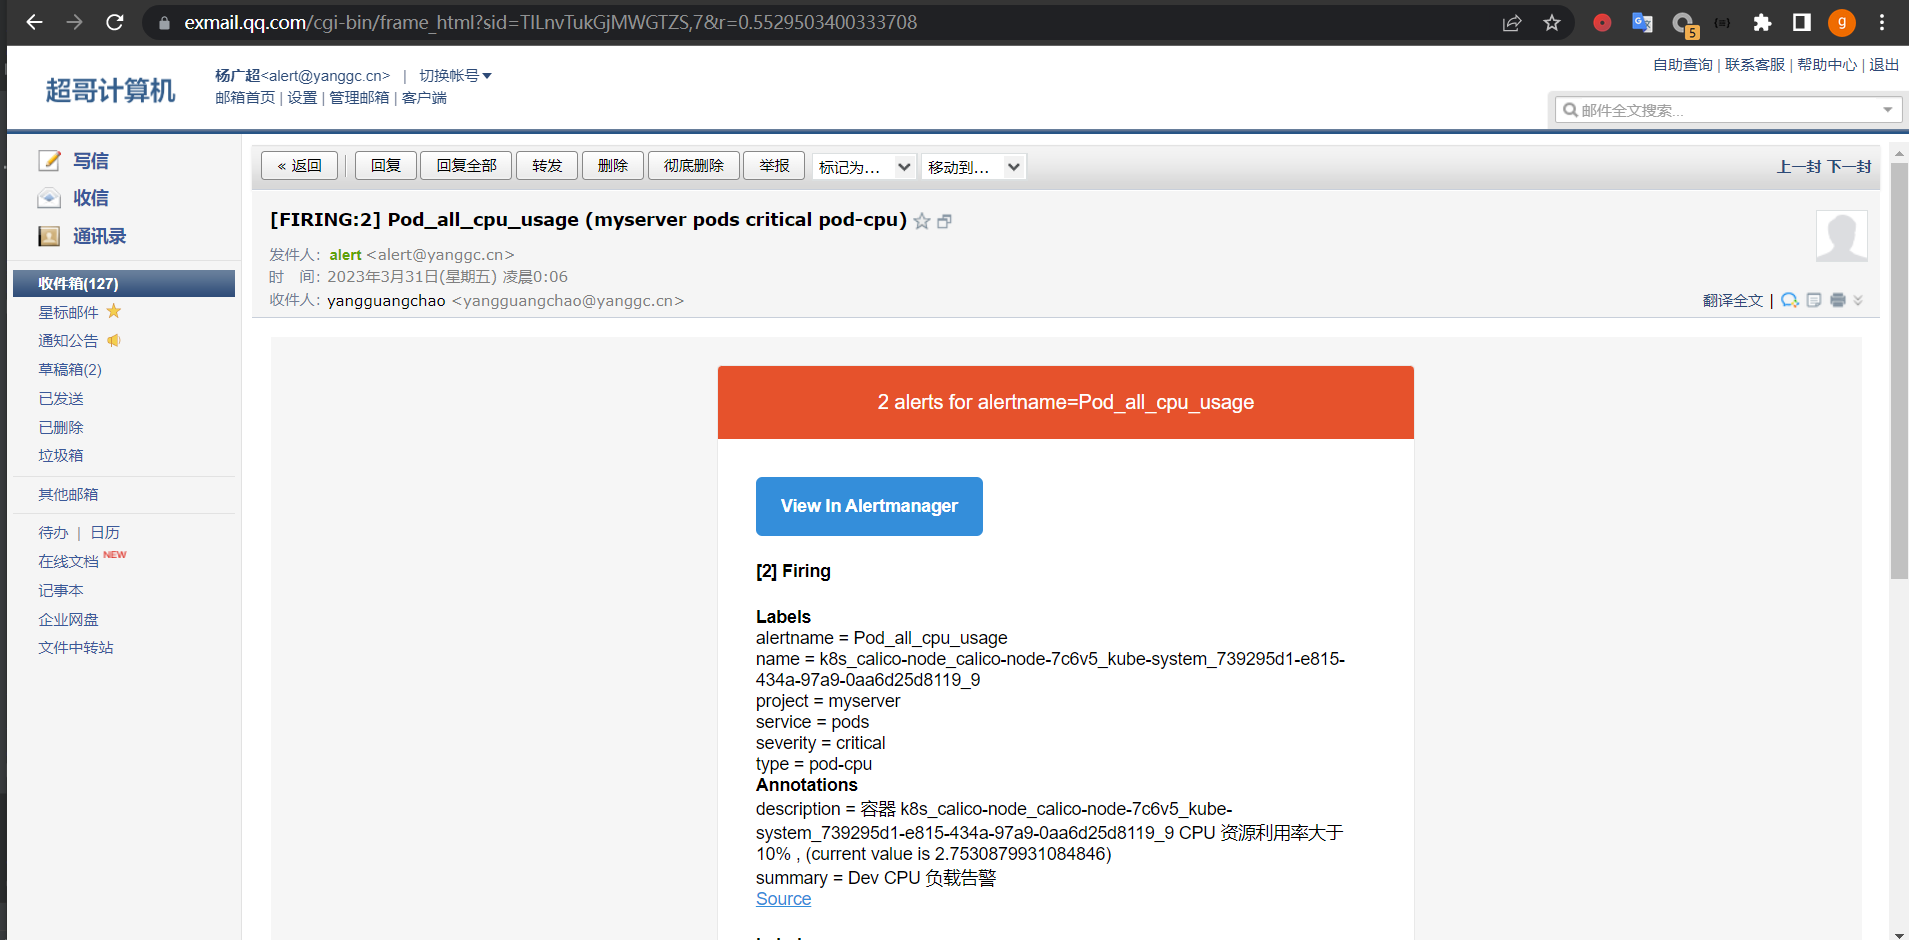 exmail.qq.com/cgi-bin/frame_html?sid=TILnvTukGjMWGTZS,7&r=0.5529503400333708
5
g
超哥计算机
杨广超<alert@yanggc.cn> | 切换帐号
邮箱首页 | 设置 | 管理邮箱 | 客户端
自助查询 | 联系客服 | 帮助中心 | 退出
邮件全文搜索...
写信
收信
通讯录
收件箱(127)
星标邮件
通知公告
草稿箱(2)
已发送
已删除
垃圾箱
其他邮箱
待办 | 日历
在线文档 NEW
记事本
企业网盘
文件中转站
« 返回 回复 回复全部 转发 删除 彻底删除 举报 标记为... 移动到... 上一封 下一封
[FIRING:2] Pod_all_cpu_usage (myserver pods critical pod-cpu)
发件人: alert <alert@yanggc.cn>
时 间: 2023年3月31日(星期五) 凌晨0:06
收件人: yangguangchao <yangguangchao@yanggc.cn>
翻译全文 |
2 alerts for alertname=Pod_all_cpu_usage
View In Alertmanager
[2] Firing
Labels
alertname = Pod_all_cpu_usage
name = k8s_calico-node_calico-node-7c6v5_kube-system_739295d1-e815-
434a-97a9-0aa6d25d8119_9
project = myserver
service = pods
severity = critical
type = pod-cpu
Annotations
description = 容器 k8s_calico-node_calico-node-7c6v5_kube-
system_739295d1-e815-434a-97a9-0aa6d25d8119_9 CPU 资源利用率大于
10% , (current value is 2.7530879931084846)
summary = Dev CPU 负载告警
Source